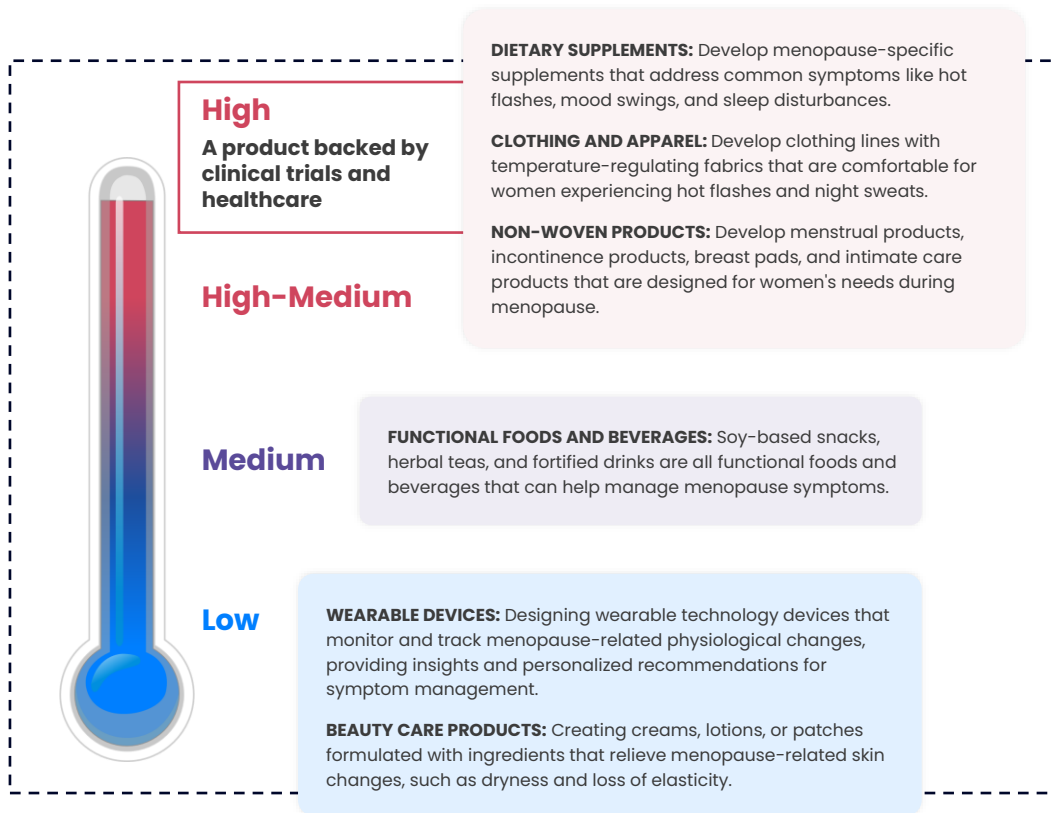 High
A product backed by
clinical trials and
healthcare
DIETARY SUPPLEMENTS: Develop menopause-specific
supplements that address common symptoms like hot
flashes, mood swings, and sleep disturbances.
CLOTHING AND APPAREL: Develop clothing lines with
temperature-regulating fabrics that are comfortable for
women experiencing hot flashes and night sweats.
NON-WOVEN PRODUCTS: Develop menstrual products,
incontinence products, breast pads, and intimate care
products that are designed for women's needs during
menopause.
High-Medium
Medium
FUNCTIONAL FOODS AND BEVERAGES: Soy-based snacks,
herbal teas, and fortified drinks are all functional foods and
beverages that can help manage menopause symptoms.
Low
WEARABLE DEVICES: Designing wearable technology devices that
monitor and track menopause-related physiological changes,
providing insights and personalized recommendations for
symptom management.
BEAUTY CARE PRODUCTS: Creating creams, lotions, or patches
formulated with ingredients that relieve menopause-related skin
changes, such as dryness and loss of elasticity.